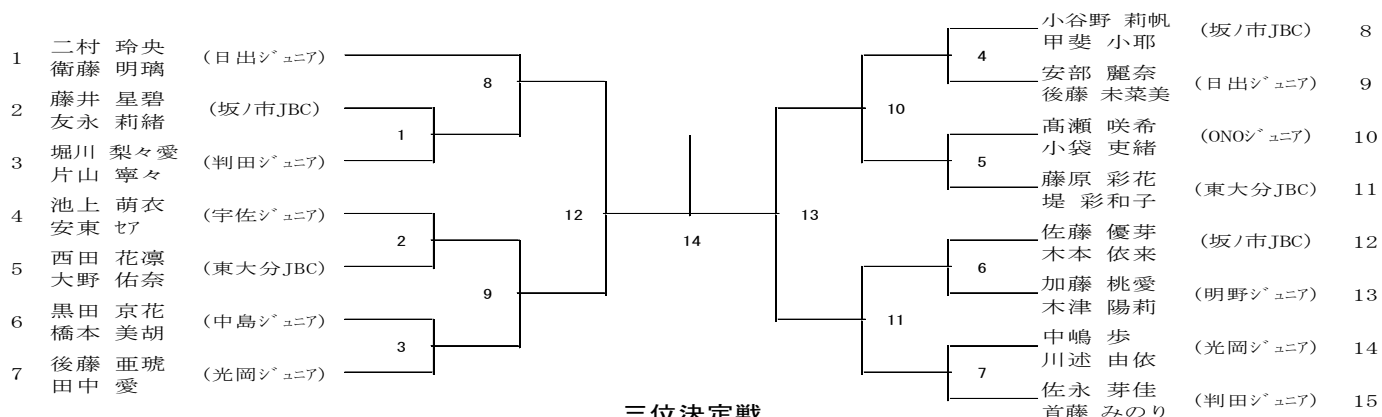 1 二村 玲央 衛藤 明璃 (日出ジュニア)
2 藤井 星碧 友永 莉緒 (坂ノ市JBC)
3 堀川 梨々愛 片山 寧々 (判田ジュニア)
4 池上 萌衣 安東 セア (宇佐ジュニア)
5 西田 花凛 大野 佑奈 (東大分JBC)
6 黒田 京花 橋本 美胡 (中島ジュニア)
7 後藤 亜琥 田中 愛 (光岡ジュニア)
8
1
2
9
3
12
14
13
4
10
5
6
11
7
小谷野 莉帆 甲斐 小耶 (坂ノ市JBC) 8
安部 麗奈 後藤 未菜美 (日出ジュニア) 9
髙瀬 咲希 小袋 吏緒 (ONOジュニア) 10
藤原 彩花 堤 彩和子 (東大分JBC) 11
佐藤 優芽 木本 依来 (坂ノ市JBC) 12
加藤 桃愛 木津 陽莉 (明野ジュニア) 13
中嶋 歩 川述 由依 (光岡ジュニア) 14
佐永 芽佳 首藤 みのり (判田ジュニア) 15
三位決定戦